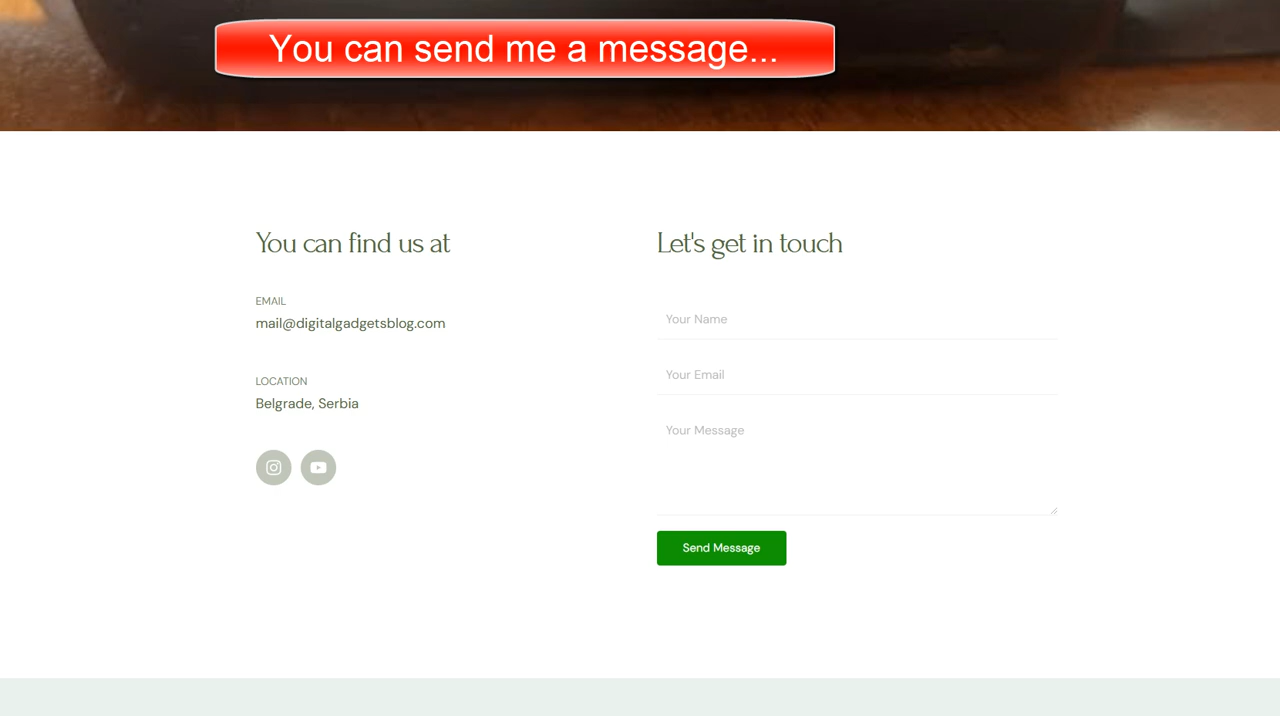 You can send me a message...
You can find us at
EMAIL
mail@digitalgadgetsblog.com
LOCATION
Belgrade, Serbia
Let's get in touch
Your Name
Your Email
Your Message
Send Message